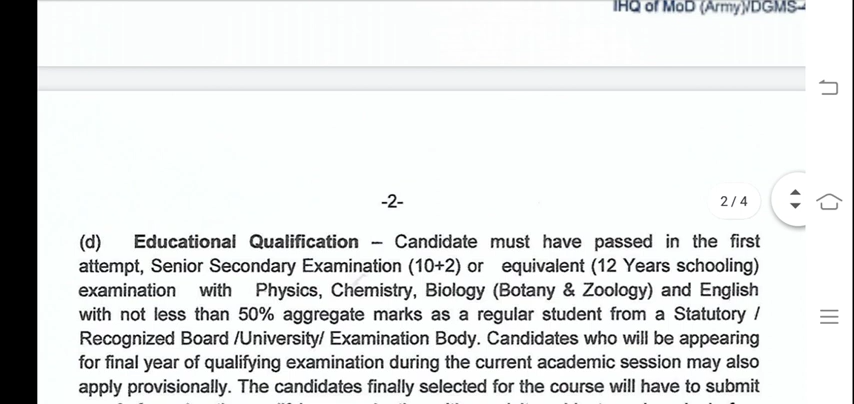 IHQ of MoD (Army)/DGMS-4
-2-
2 / 4
(d) Educational Qualification – Candidate must have passed in the first
attempt, Senior Secondary Examination (10+2) or equivalent (12 Years schooling)
examination with Physics, Chemistry, Biology (Botany & Zoology) and English
with not less than 50% aggregate marks as a regular student from a Statutory /
Recognized Board /University/ Examination Body. Candidates who will be appearing
for final year of qualifying examination during the current academic session may also
apply provisionally. The candidates finally selected for the course will have to submit